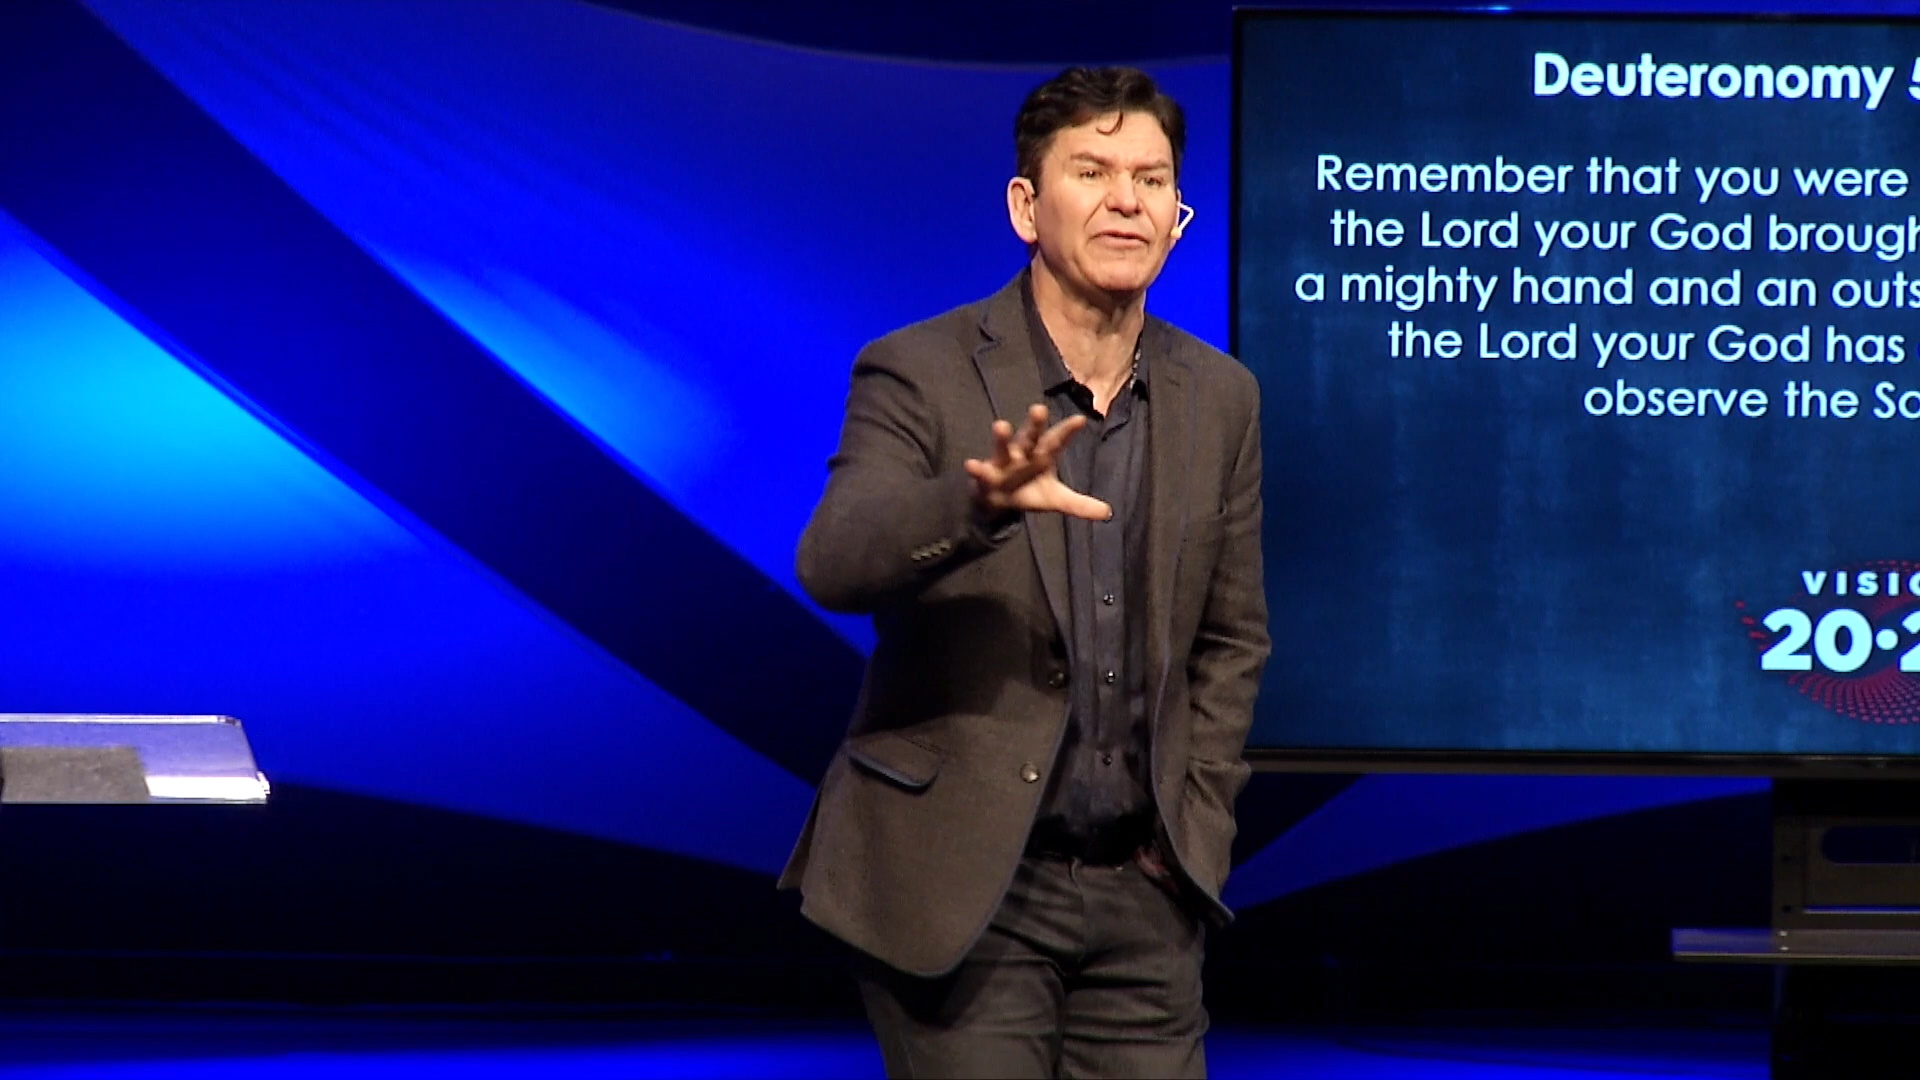 Deuteronomy 5
Remember that you were
the Lord your God brough
a mighty hand and an outs
the Lord your God has
observe the Sa
VISIO
20•2